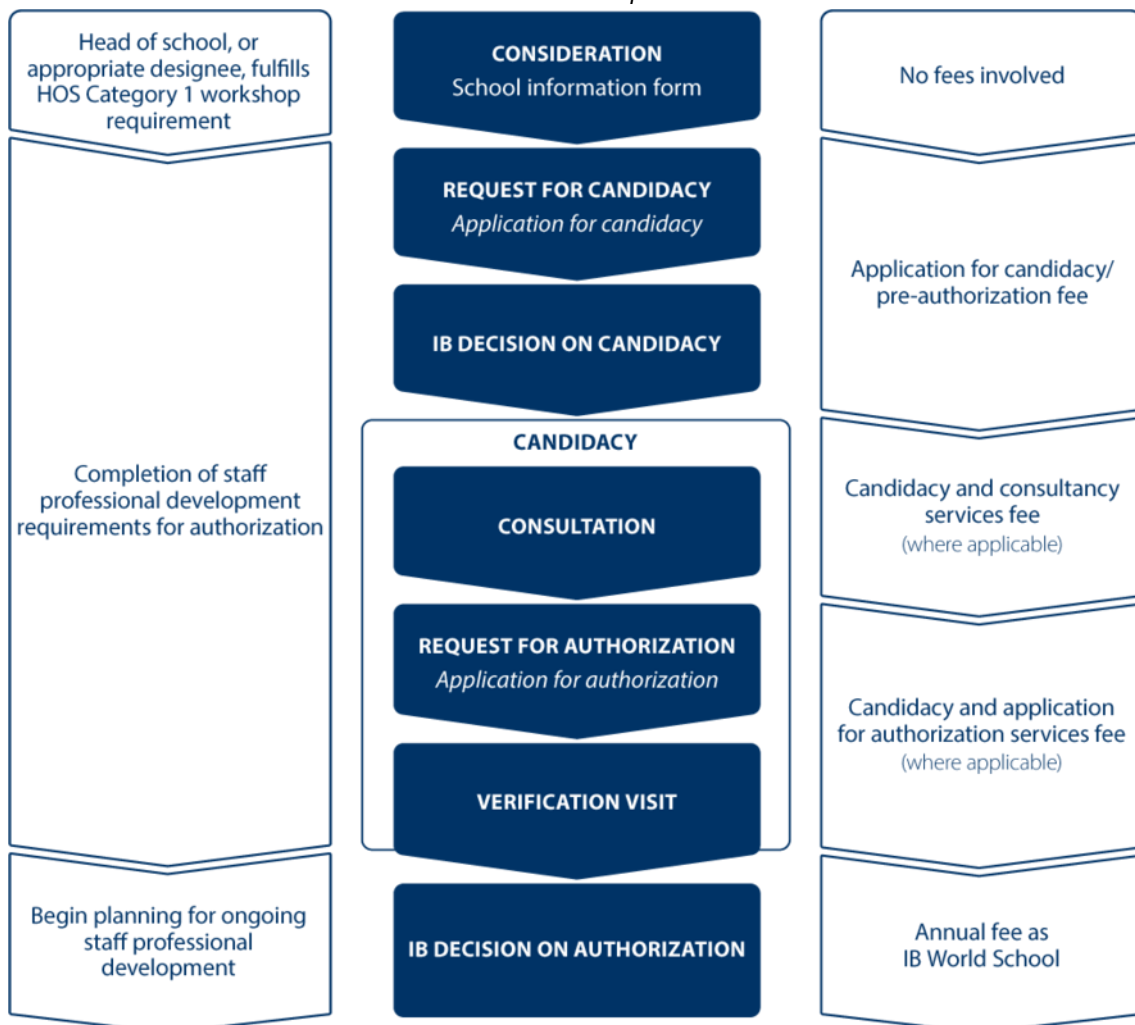 Head of school, or
appropriate designee, fulfills
HOS Category 1 workshop
requirement
CONSIDERATION
School information form
No fees involved
REQUEST FOR CANDIDACY
Application for candidacy
Application for candidacy/
pre-authorization fee
IB DECISION ON CANDIDACY
CANDIDACY
Completion of staff
professional development
requirements for authorization
CONSULTATION
Candidacy and consultancy
services fee
(where applicable)
REQUEST FOR AUTHORIZATION
Application for authorization
Candidacy and application
for authorization services fee
(where applicable)
VERIFICATION VISIT
Begin planning for ongoing
staff professional
development
IB DECISION ON AUTHORIZATION
Annual fee as
IB World School